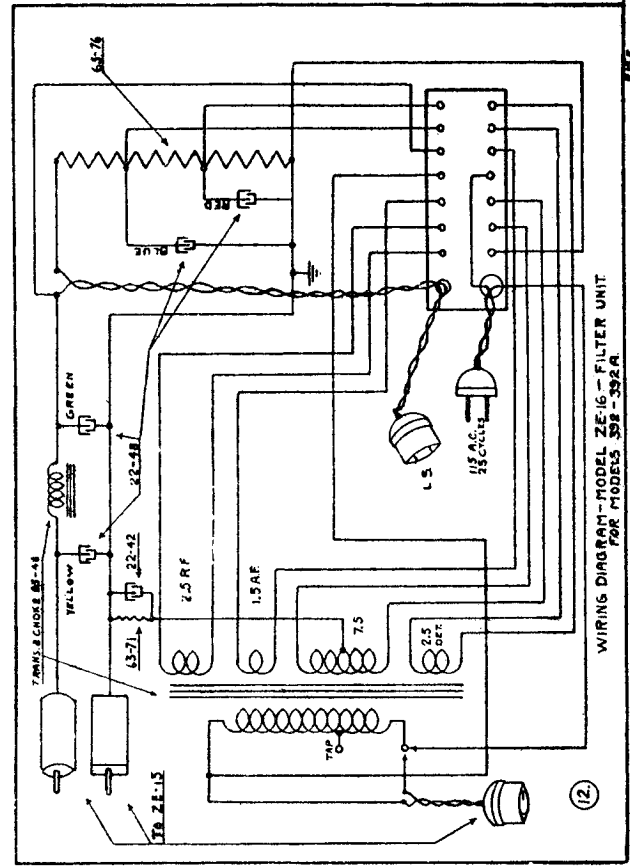 63-76
RED
BLUE
GREEN
22-48
TRANS. & CHOKE 95-48
YELLOW
22-42
63-71
2.5 R.F.
1.5 A.F.
7.5
2.5
DET.
TAP
TO ZE-15
L.S.
115 A.C.
25 CYCLES
WIRING DIAGRAM-MODEL ZE-16-FILTER UNIT.
FOR MODELS 392-392A.
12.